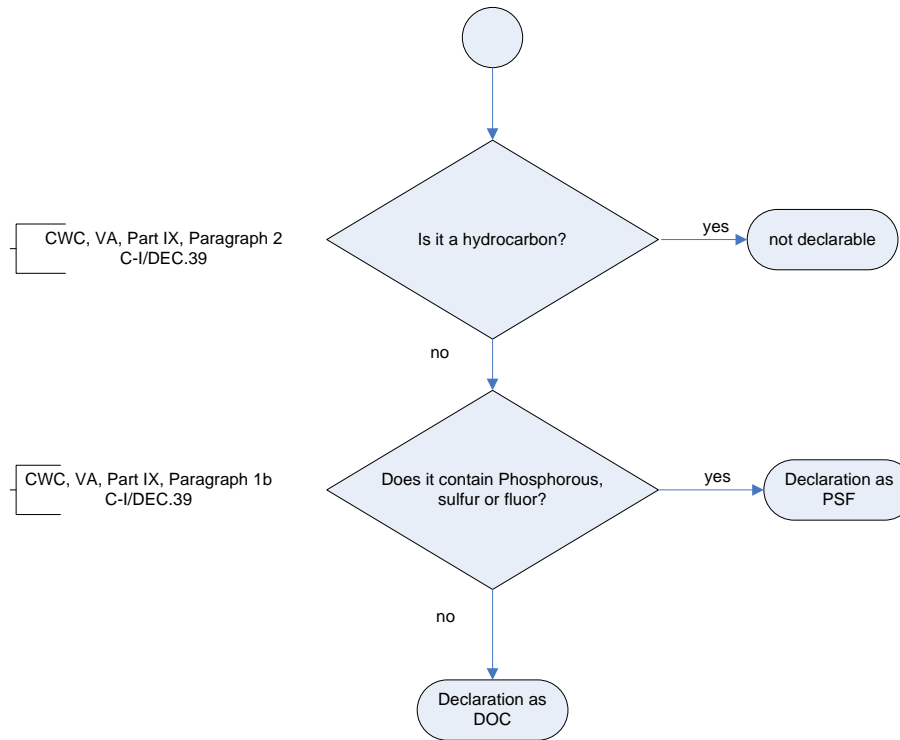 CWC, VA, Part IX, Paragraph 2
C-I/DEC.39
Is it a hydrocarbon?
yes
not declarable
no
CWC, VA, Part IX, Paragraph 1b
C-I/DEC.39
Does it contain Phosphorous,
sulfur or fluor?
yes
Declaration as
PSF
no
Declaration as
DOC